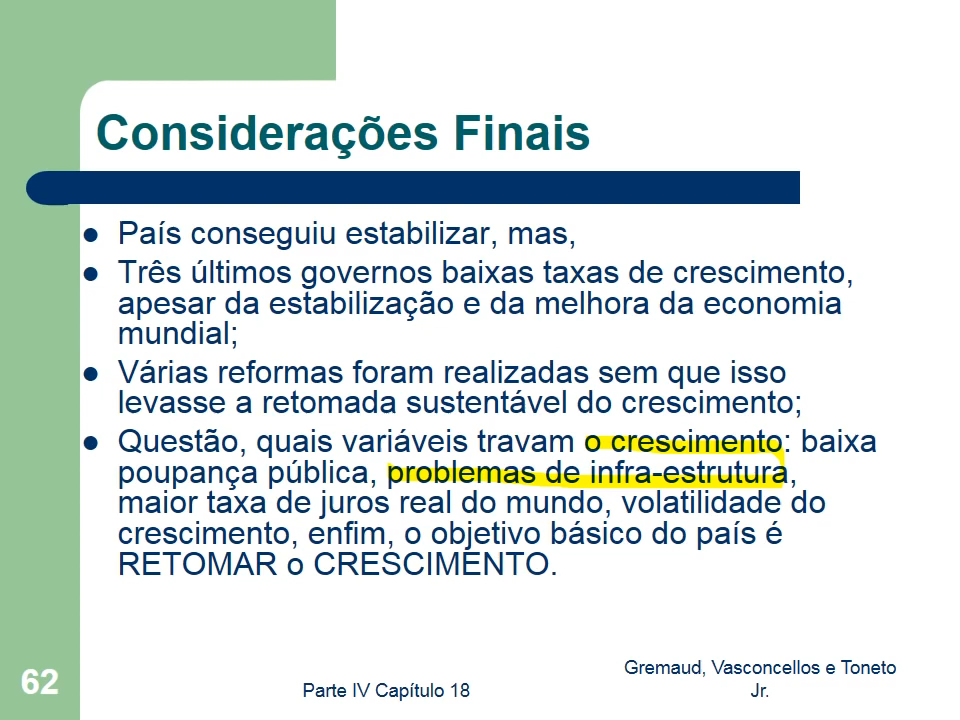 Considerações Finais
País conseguiu estabilizar, mas,
Três últimos governos baixas taxas de crescimento,
apesar da estabilização e da melhora da economia
mundial;
Várias reformas foram realizadas sem que isso
levasse a retomada sustentável do crescimento;
Questão, quais variáveis travam o crescimento: baixa
poupança pública, problemas de infra-estrutura,
maior taxa de juros real do mundo, volatilidade do
crescimento, enfim, o objetivo básico do país é
RETOMAR o CRESCIMENTO.
62
Parte IV Capítulo 18
Gremaud, Vasconcellos e Toneto
Jr.